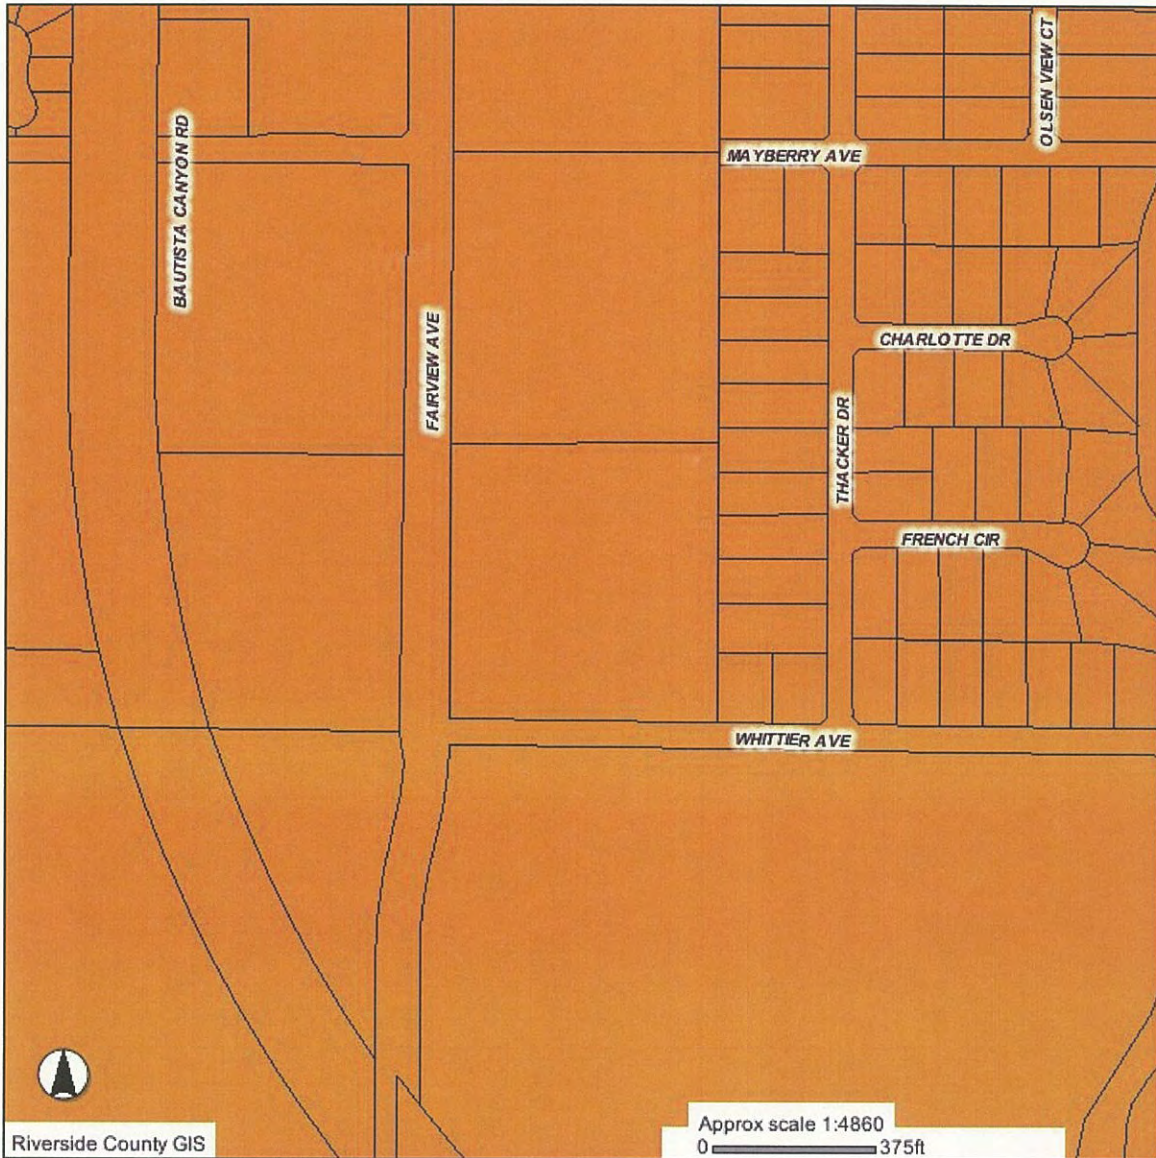 OLSEN VIEW CT
BAUTISTA CANYON RD
MAYBERRY AVE
FAIRVIEW AVE
CHARLOTTE DR
THACKER DR
FRENCH CIR
WHITTIER AVE
Riverside County GIS
Approx scale 1:4860
0 375ft